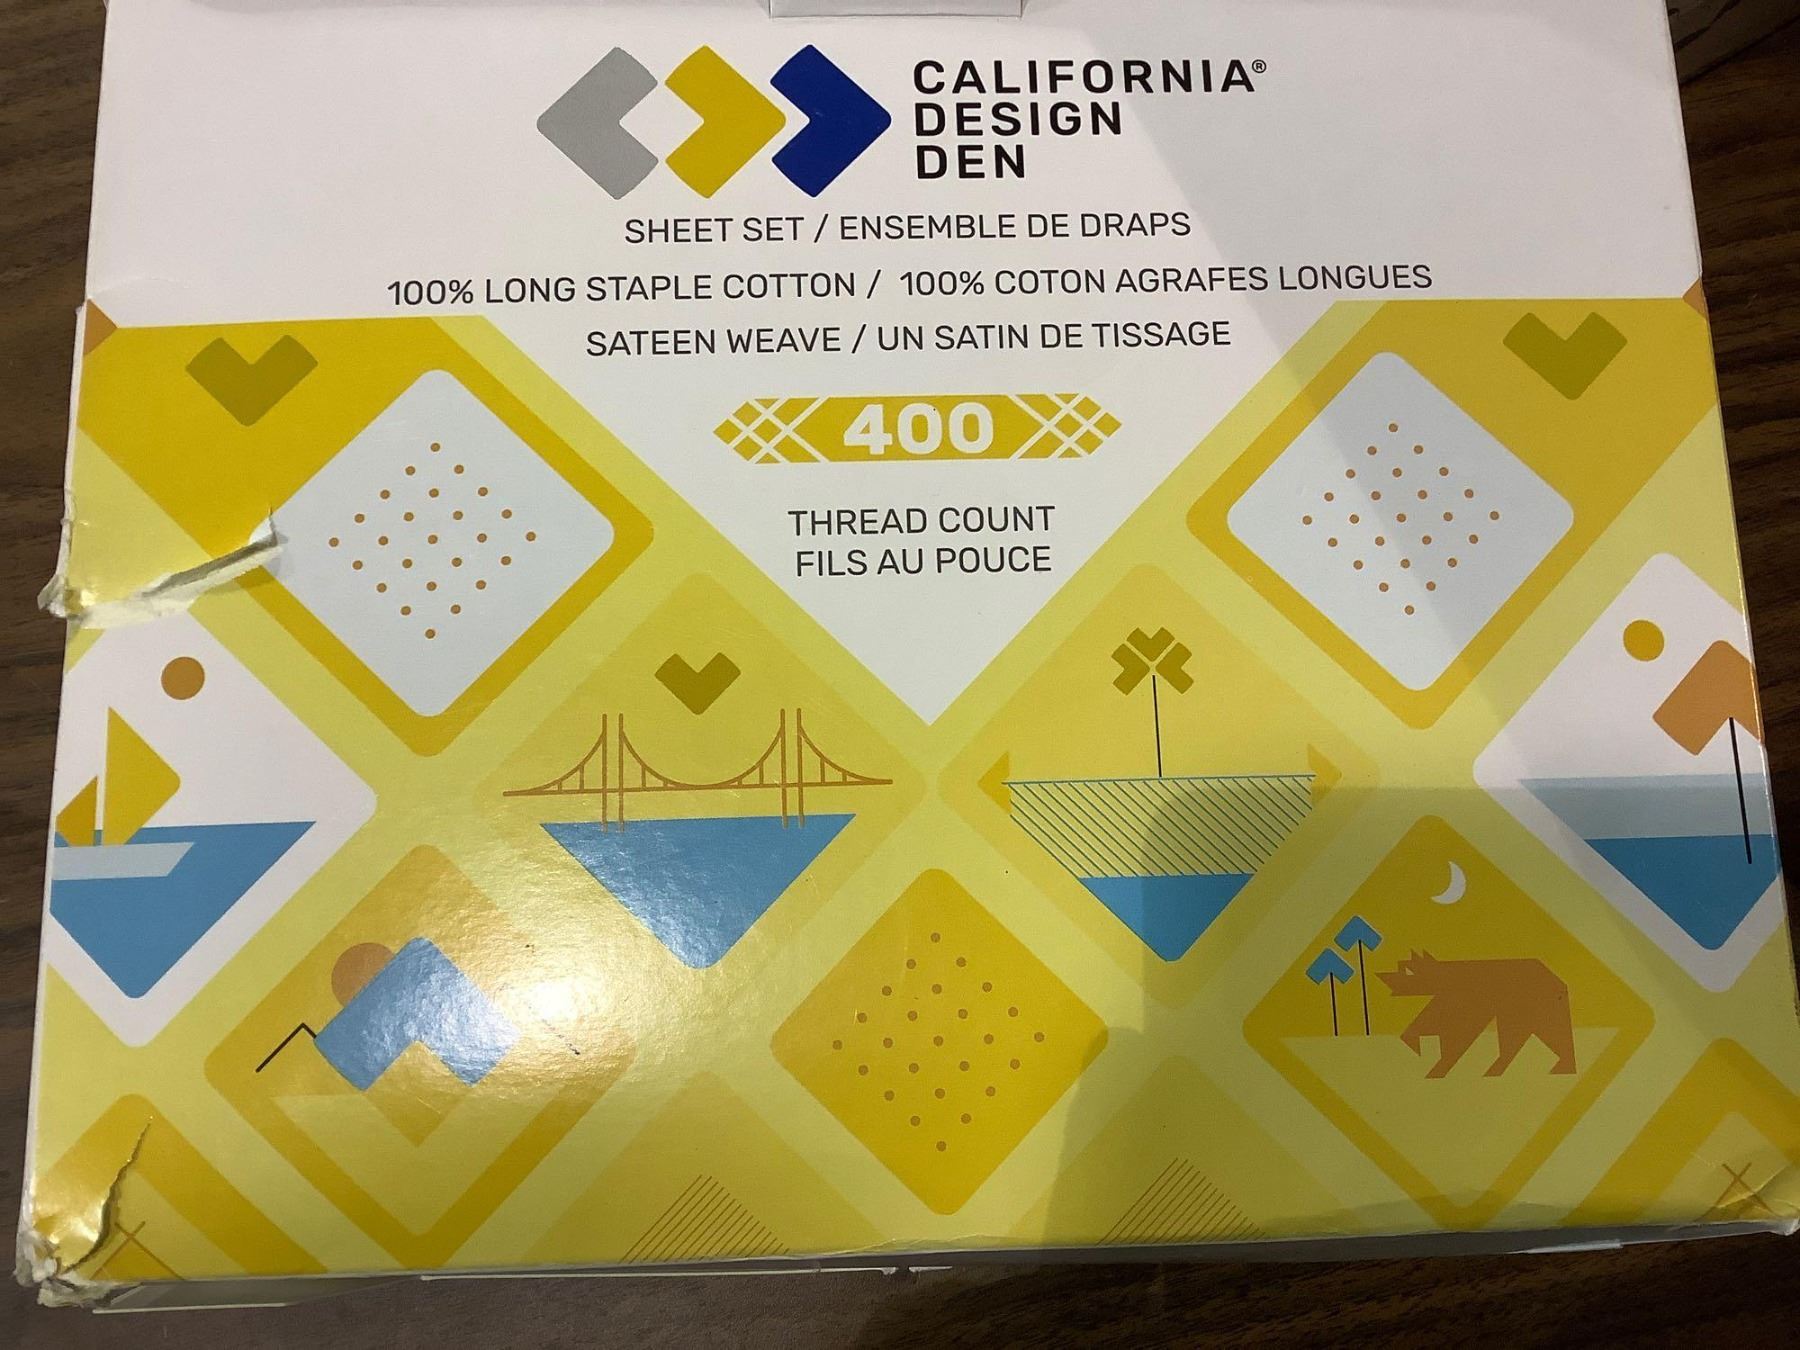 CALIFORNIA®
DESIGN
DEN
SHEET SET / ENSEMBLE DE DRAPS
100% LONG STAPLE COTTON / 100% COTON AGRAFES LONGUES
SATEEN WEAVE / UN SATIN DE TISSAGE
400
THREAD COUNT
FILS AU POUCE